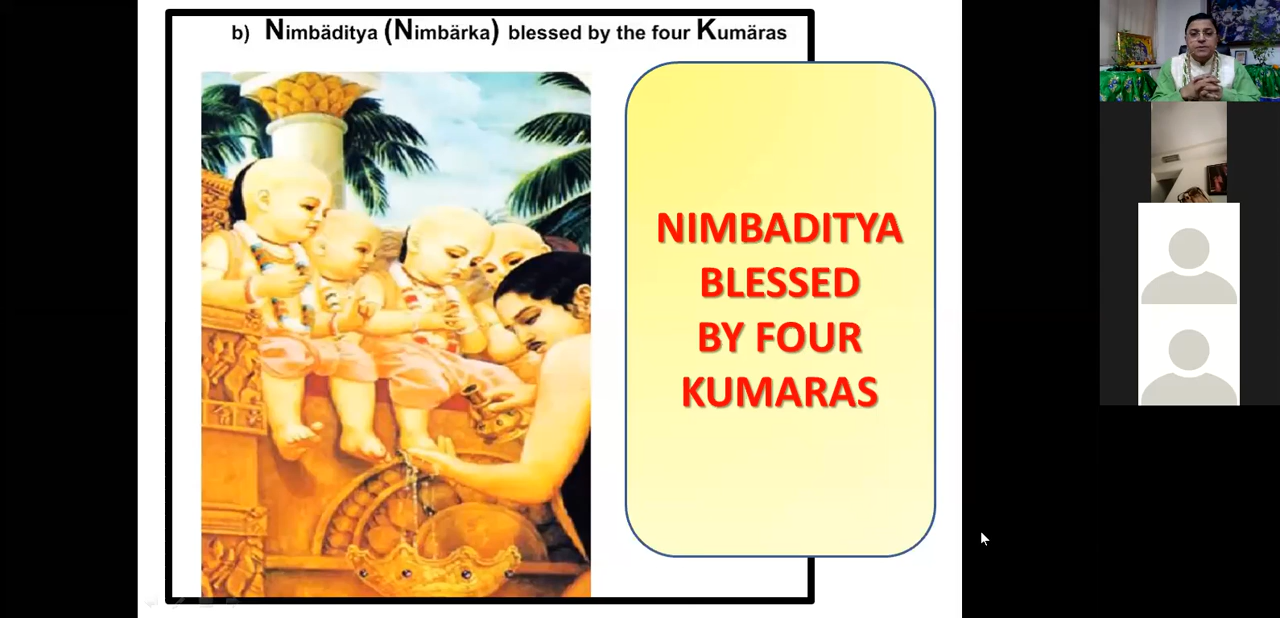 b) Nimbäditya (Nimbärka) blessed by the four Kumäras
NIMBADITYA
BLESSED
BY FOUR
KUMARAS